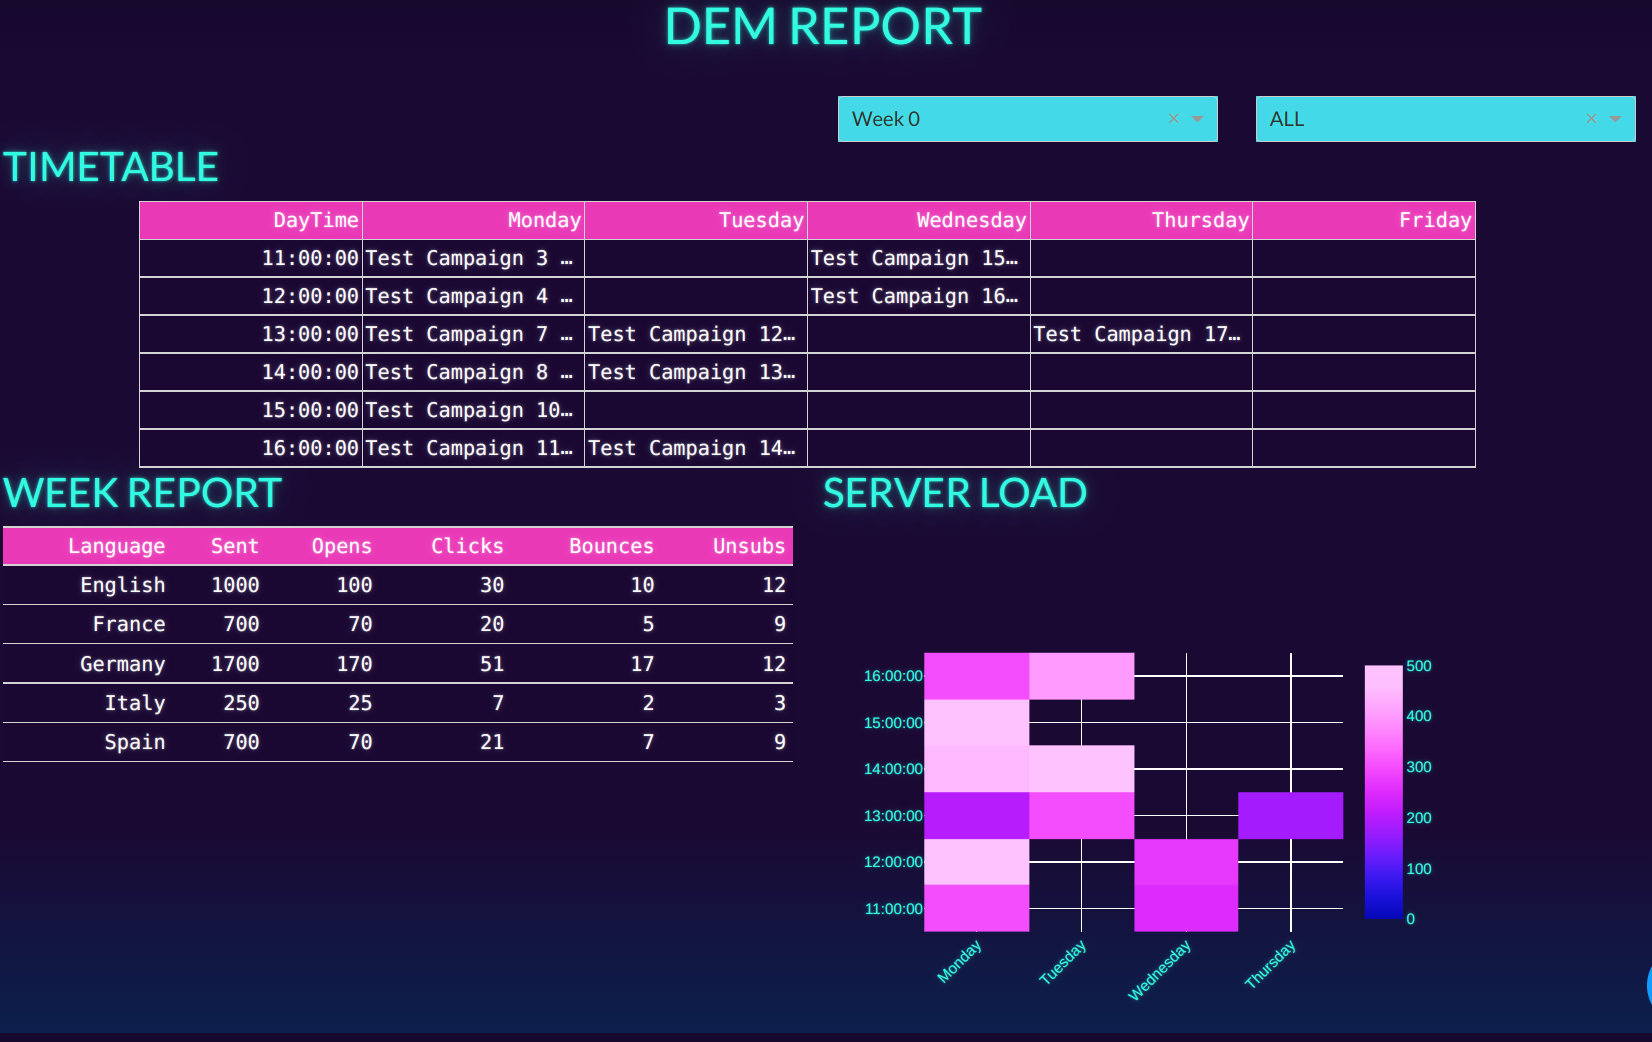 DEM REPORT
Week 0 × ALL ×
TIMETABLE
DayTime Monday Tuesday Wednesday Thursday Friday
11:00:00 Test Campaign 3 … Test Campaign 15…
12:00:00 Test Campaign 4 … Test Campaign 16…
13:00:00 Test Campaign 7 … Test Campaign 12… Test Campaign 17…
14:00:00 Test Campaign 8 … Test Campaign 13…
15:00:00 Test Campaign 10…
16:00:00 Test Campaign 11… Test Campaign 14…
WEEK REPORT
Language Sent Opens Clicks Bounces Unsubs
English 1000 100 30 10 12
France 700 70 20 5 9
Germany 1700 170 51 17 12
Italy 250 25 7 2 3
Spain 700 70 21 7 9
SERVER LOAD
16:00:00
15:00:00
14:00:00
13:00:00
12:00:00
11:00:00
Monday Tuesday Wednesday Thursday
500
400
300
200
100
0